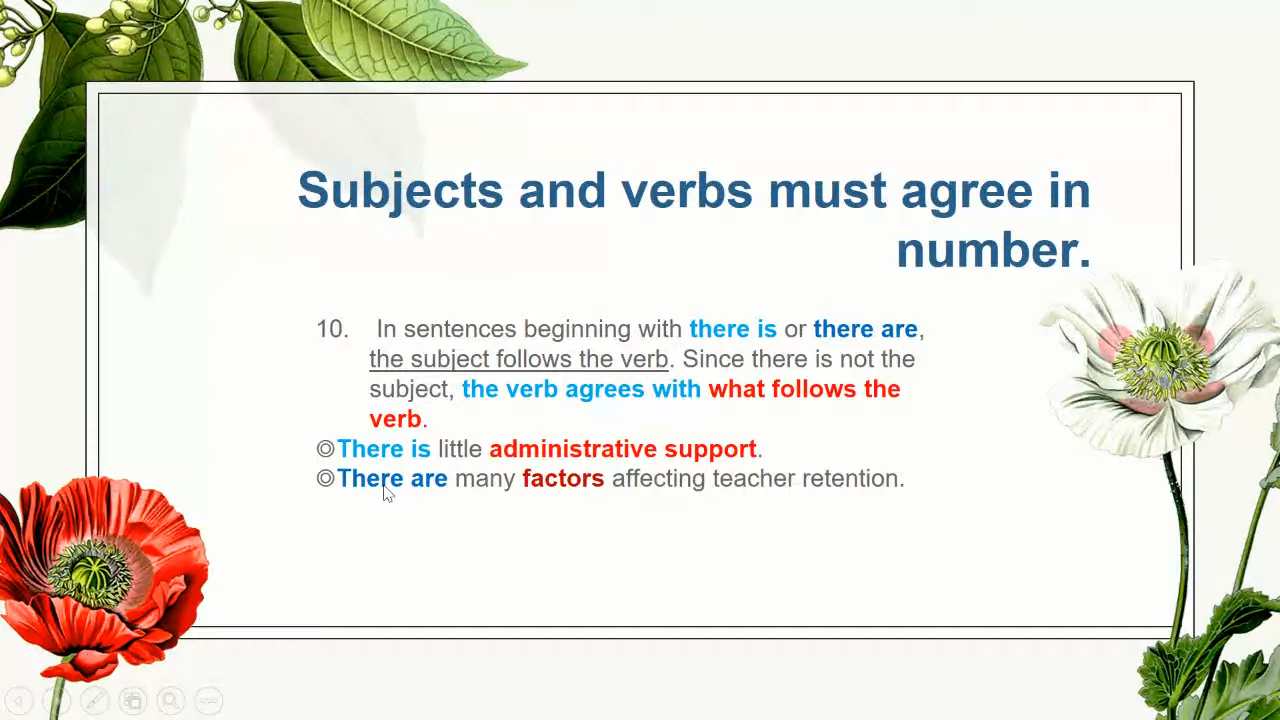 Subjects and verbs must agree in
number.
10. In sentences beginning with there is or there are,
the subject follows the verb. Since there is not the
subject, the verb agrees with what follows the
verb.
◎There is little administrative support.
◎There are many factors affecting teacher retention.